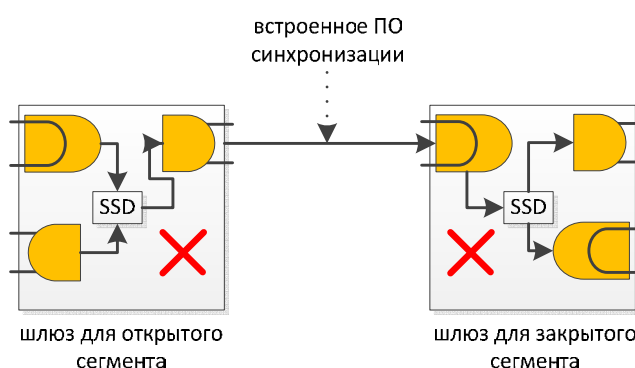 встроенное ПО
синхронизации
SSD
SSD
шлюз для открытого
сегмента
шлюз для закрытого
сегмента